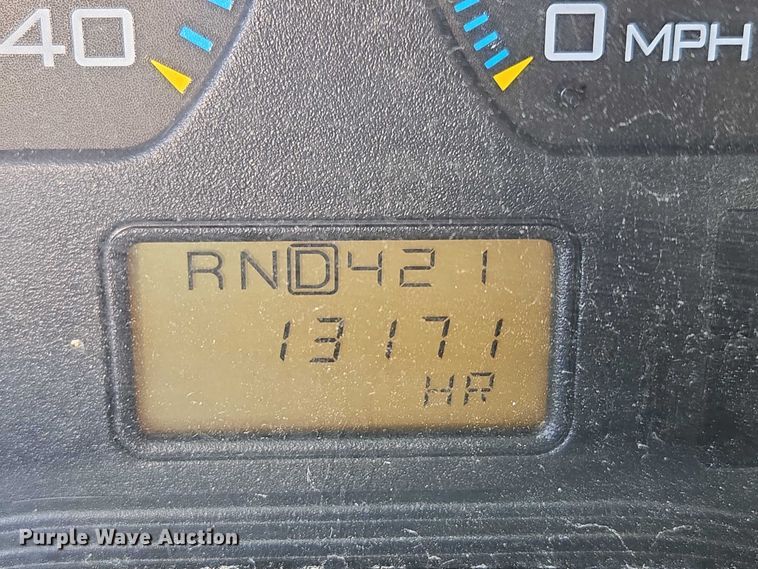 40
0 MPH
RND421
13171
HR
Purple Wave Auction